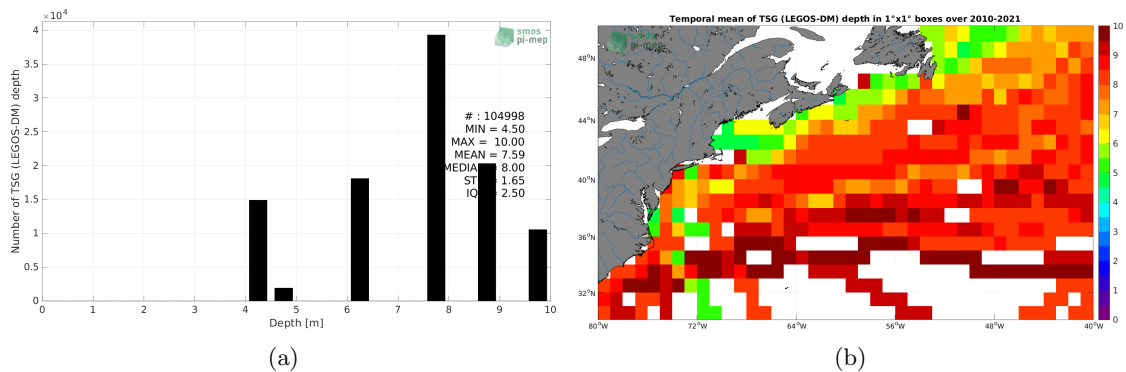 ×10⁴
4
3.5
3
2.5
2
1.5
1
0.5
0
Number of TSG (LEGOS-DM) depth
smos
pi-mep
# : 104998
MIN = 4.50
MAX = 10.00
MEAN = 7.59
= 8.00
= 1.65
= 2.50
0 1 2 3 4 5 6 7 8 9 10
Depth [m]
(a)
Temporal mean of TSG (LEGOS-DM) depth in 1°x1° boxes over 2010-2021
smos
pi-mep
48°N
44°N
40°N
36°N
32°N
80°W 72°W 64°W 56°W 48°W 40°W
10
9
8
7
6
5
4
3
2
1
0
(b)